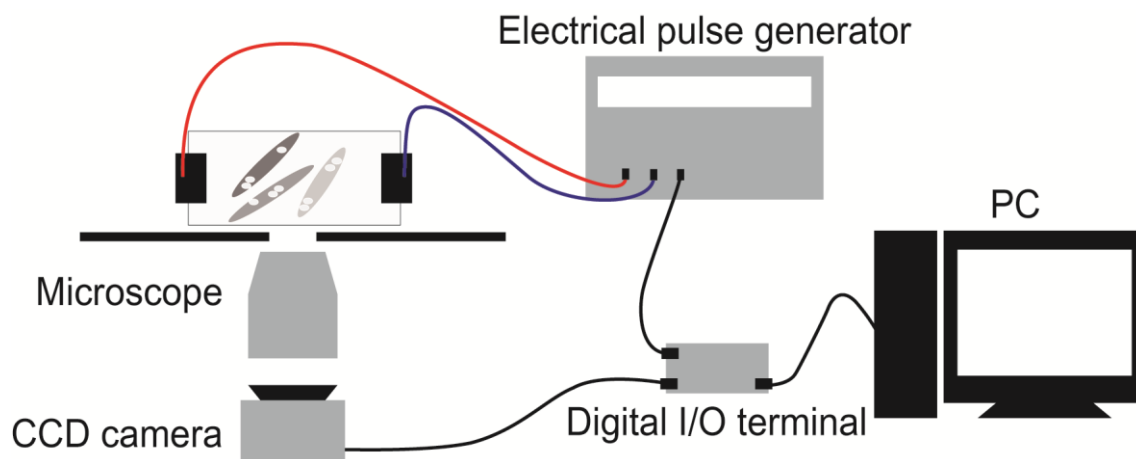 Electrical pulse generator
PC
Microscope
Digital I/O terminal
CCD camera